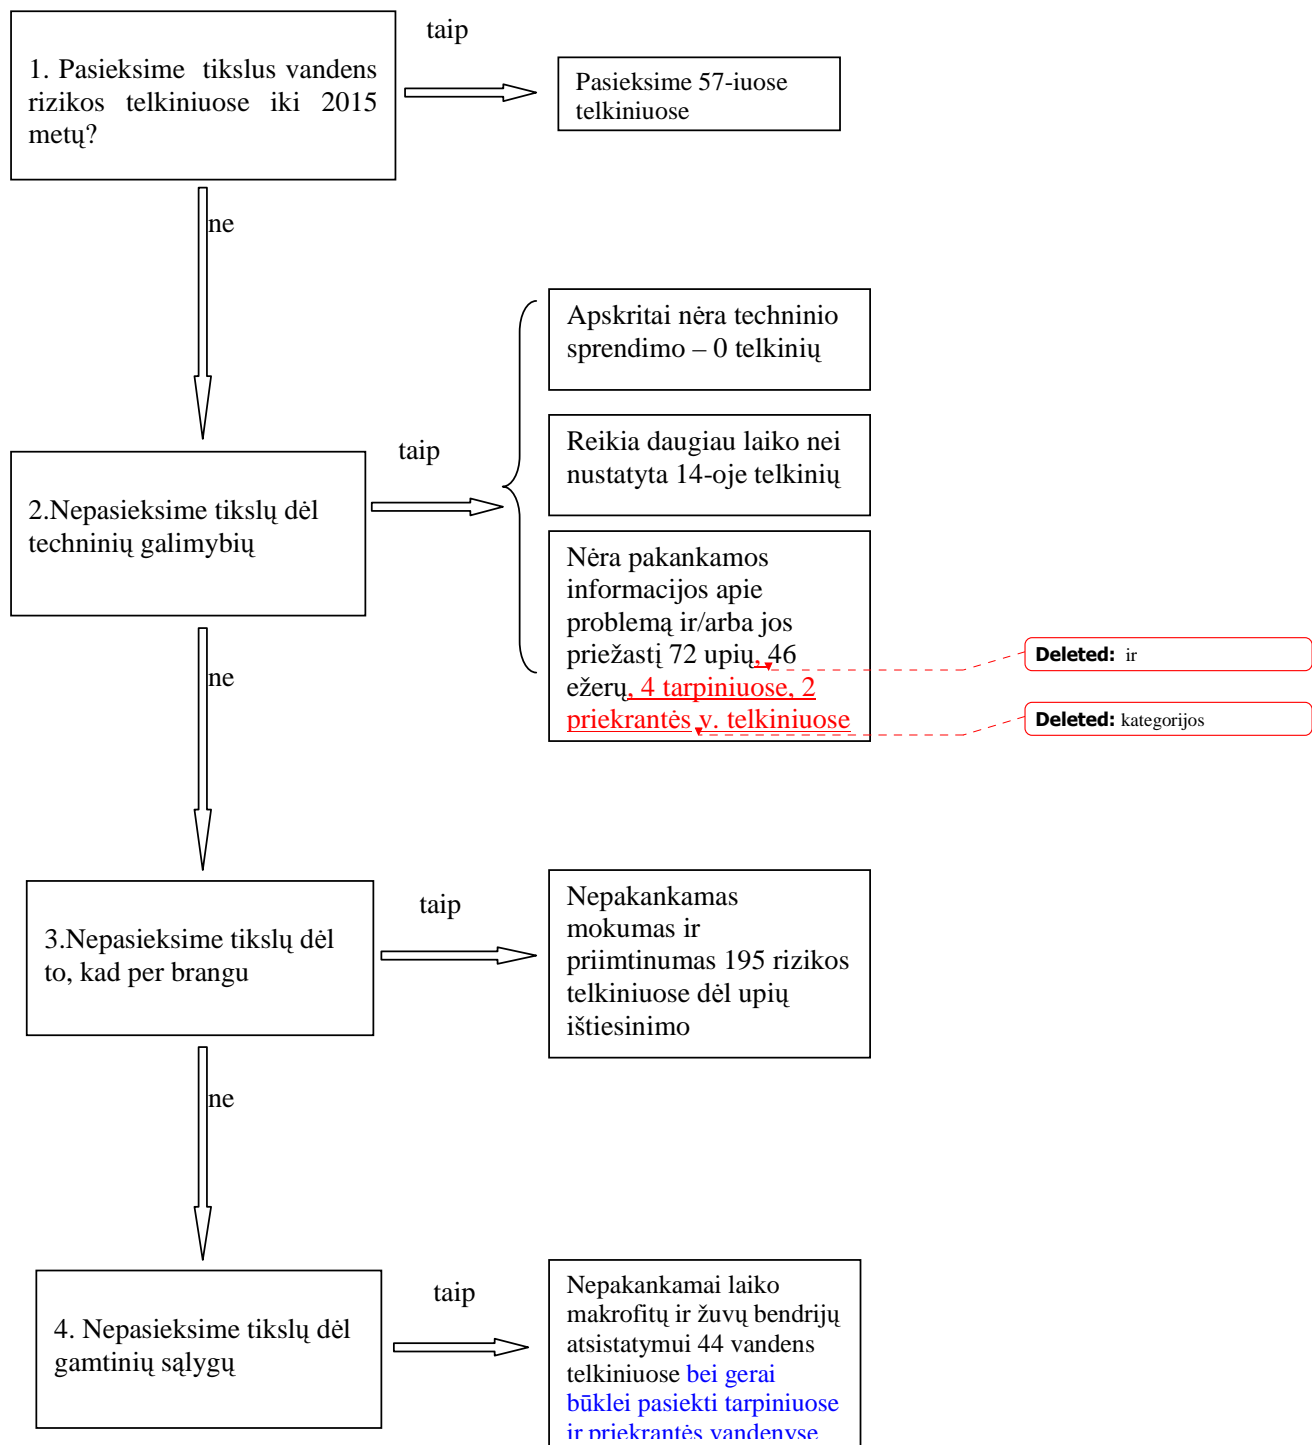 taip
1. Pasieksime tikslus vandens
rizikos telkiniuose iki 2015
metų?
Pasieksime 57-iuose
telkiniuose
ne
Apskritai nėra techninio
sprendimo – 0 telkinių
taip
Reikia daugiau laiko nei
nustatyta 14-oje telkinių
2.Nepasieksime tikslų dėl
techninių galimybių
Nėra pakankamos
informacijos apie
problemą ir/arba jos
priežastį 72 upių, 46
ežerų, 4 tarpiniuose, 2
priekrantės v. telkiniuose
Deleted: ir
Deleted: kategorijos
ne
taip
3.Nepasieksime tikslų dėl
to, kad per brangu
Nepakankamas
mokumas ir
priimtinumas 195 rizikos
telkiniuose dėl upių
ištiesinimo
ne
taip
4. Nepasieksime tikslų dėl
gamtinių sąlygų
Nepakankamai laiko
makrofitų ir žuvų bendrijų
atsistatymui 44 vandens
telkiniuose bei gerai
būklei pasiekti tarpiniuose
ir priekrantės vandenyse